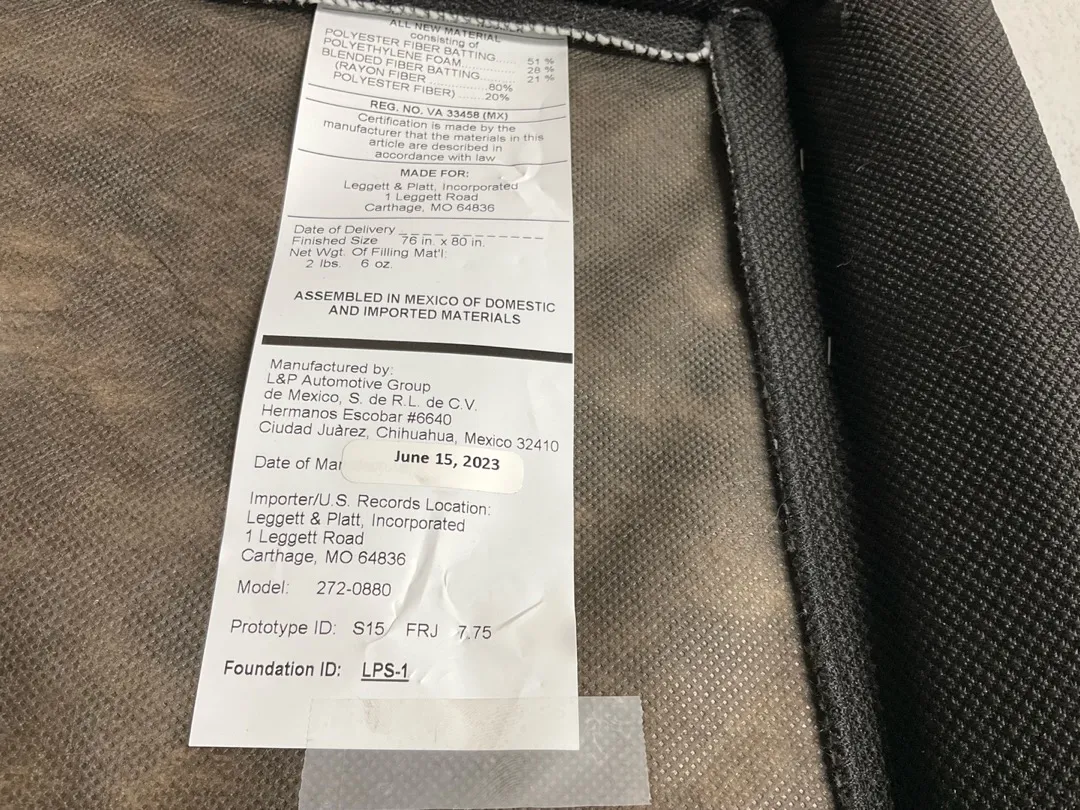 ALL NEW MATERIAL
consisting of
POLYESTER FIBER BATTING...... 51 %
POLYETHYLENE FOAM................ 28 %
BLENDED FIBER BATTING......... 21 %
(RAYON FIBER....................80%
POLYESTER FIBER)......20%
REG. NO. VA 33458 (MX)
Certification is made by the
manufacturer that the materials in this
article are described in
accordance with law
MADE FOR:
Leggett & Platt, Incorporated
1 Leggett Road
Carthage, MO 64836
Date of Delivery
Finished Size 76 in. x 80 in.
Net Wgt. Of Filling Mat'l:
2 lbs. 6 oz.
ASSEMBLED IN MEXICO OF DOMESTIC
AND IMPORTED MATERIALS
Manufactured by:
L&P Automotive Group
de Mexico, S. de R.L. de C.V.
Hermanos Escobar #6640
Ciudad Juàrez, Chihuahua, Mexico 32410
Date of Mar June 15, 2023
Importer/U.S. Records Location:
Leggett & Platt, Incorporated
1 Leggett Road
Carthage, MO 64836
Model: 272-0880
Prototype ID: S15 FRJ 7.75
Foundation ID: LPS-1